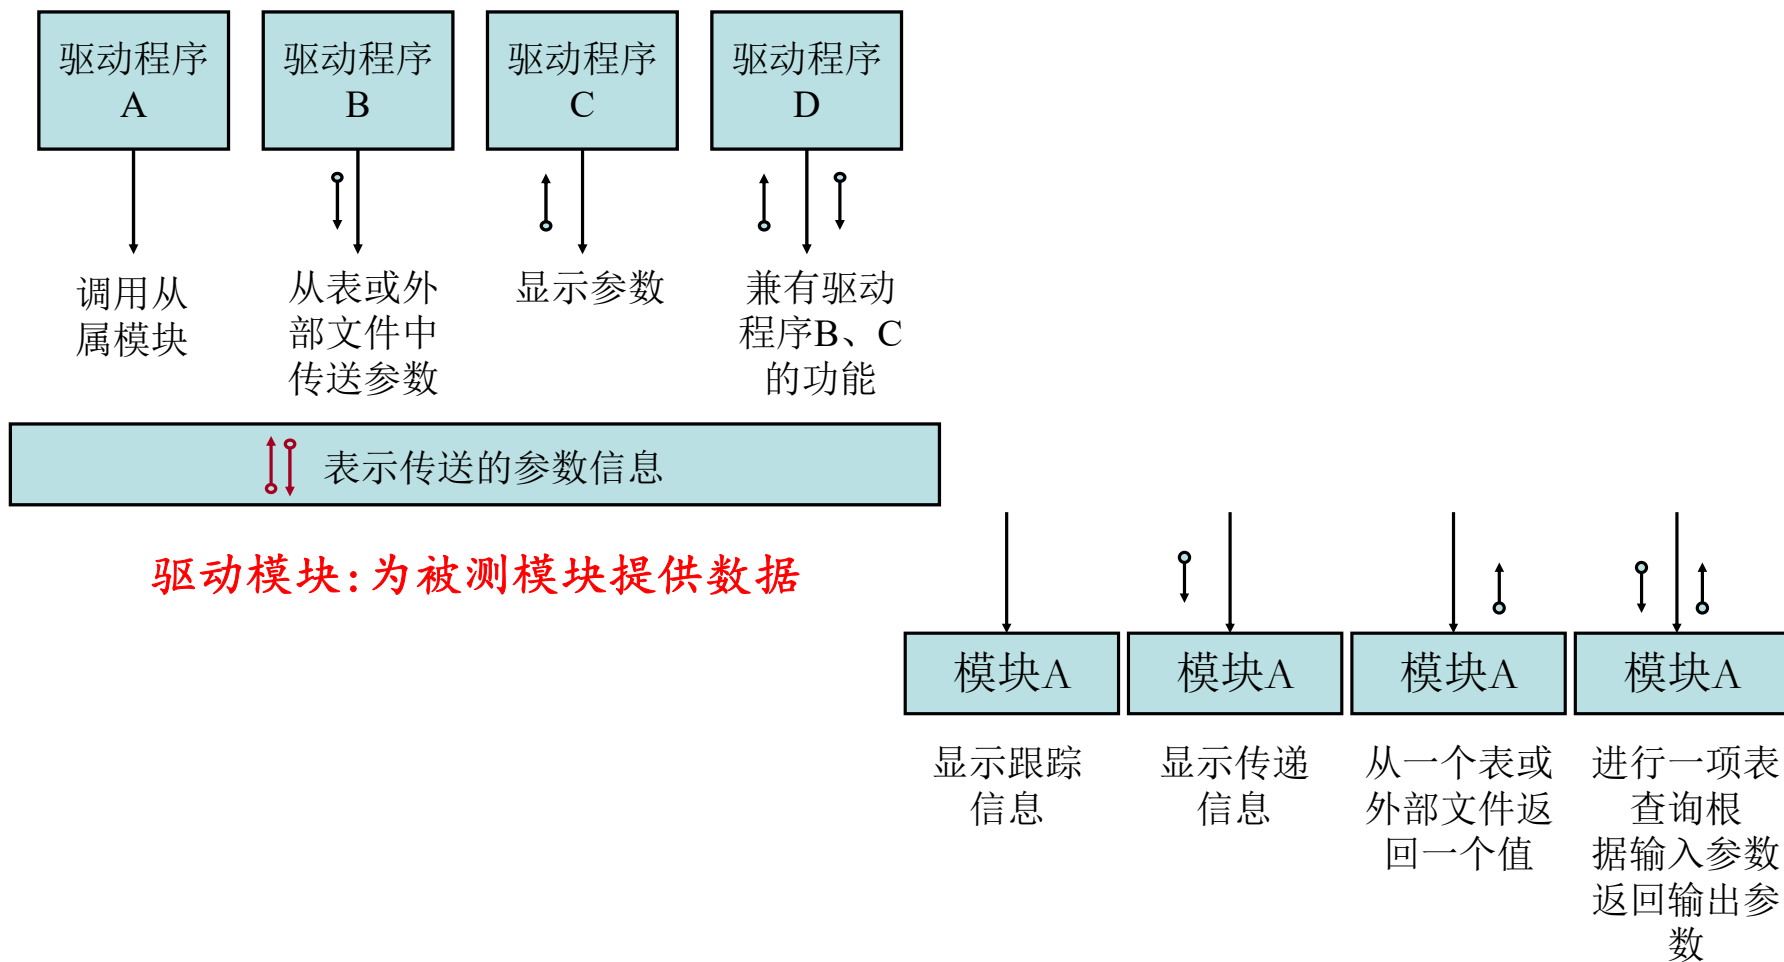 驱动程序
A
驱动程序
B
驱动程序
C
驱动程序
D
调用从
属模块
从表或外
部文件中
传送参数
显示参数
兼有驱动
程序B、C
的功能
表示传送的参数信息
驱动模块:为被测模块提供数据
模块A
模块A
模块A
模块A
显示跟踪
信息
显示传递
信息
从一个表或
外部文件返
回一个值
进行一项表
查询根
据输入参数
返回输出参
数